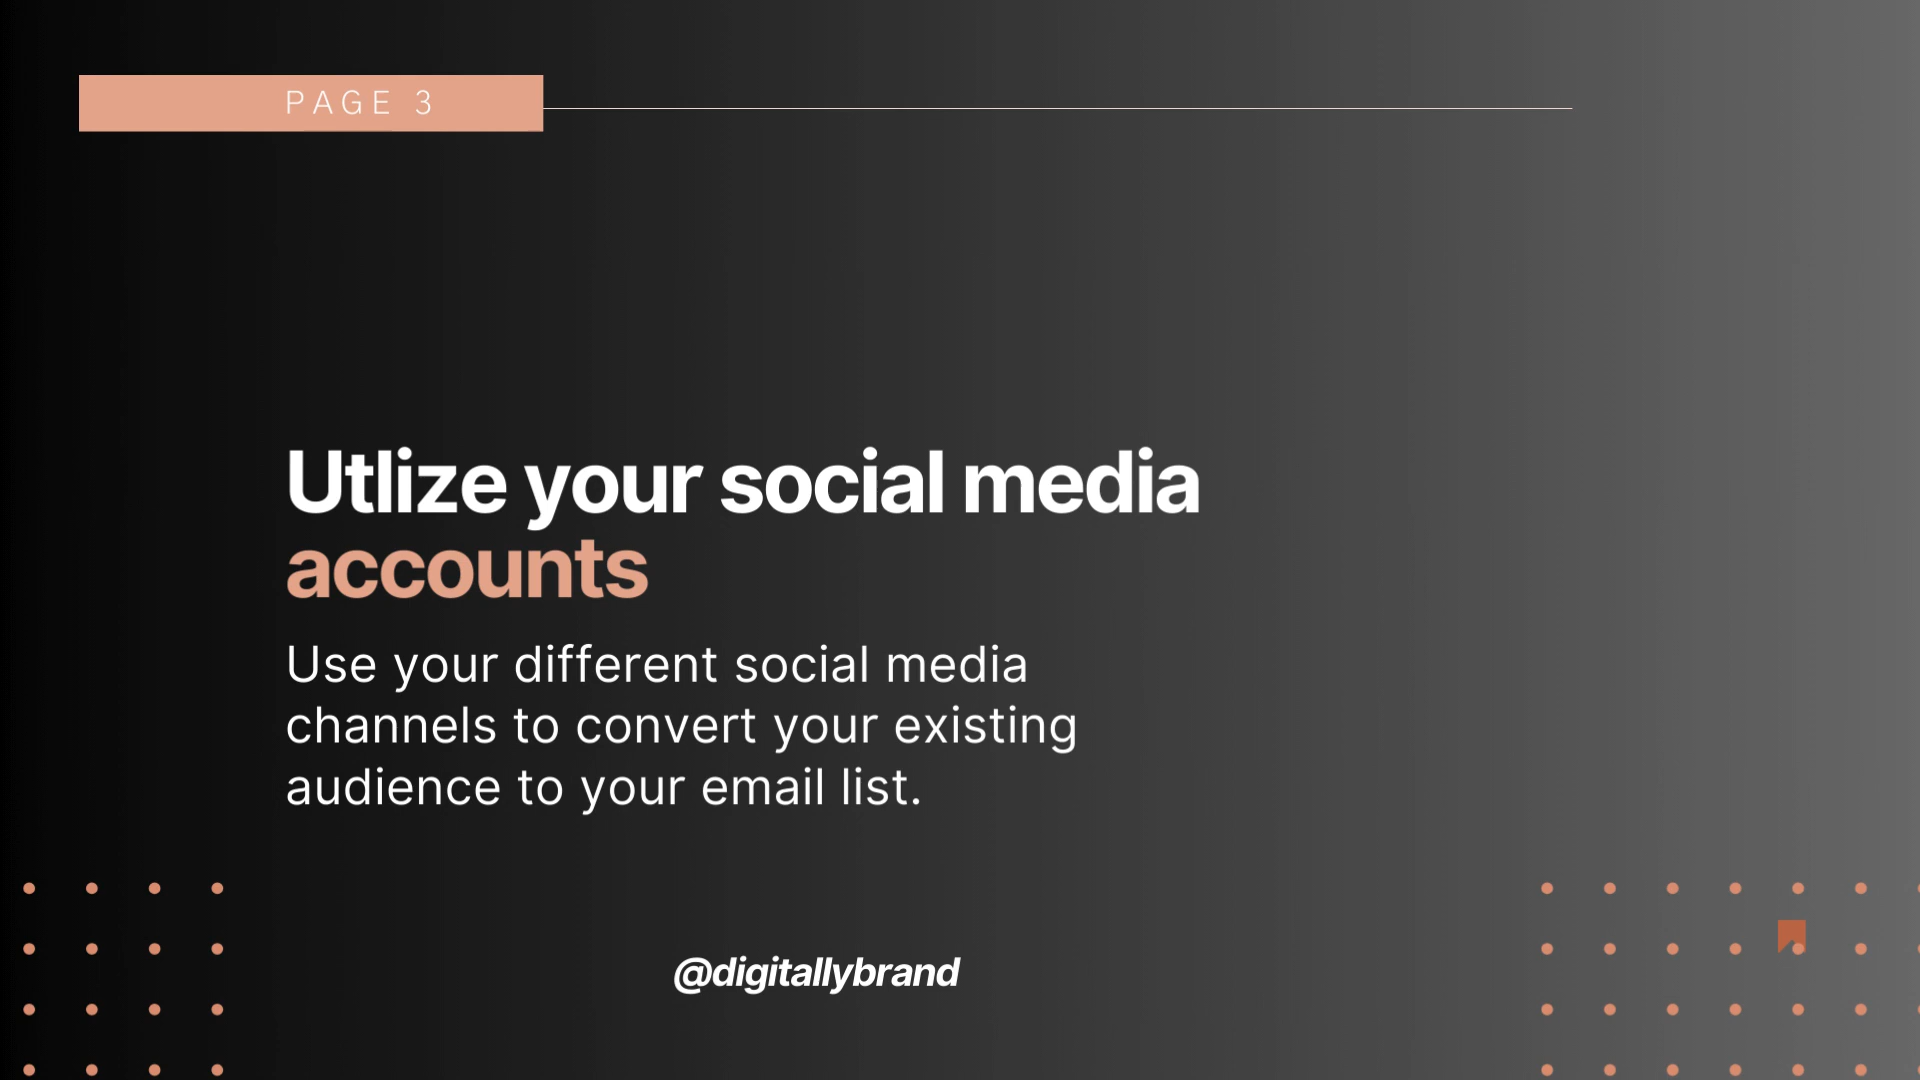 PAGE 3
Utlize your social media
accounts
Use your different social media
channels to convert your existing
audience to your email list.
@digitallybrand